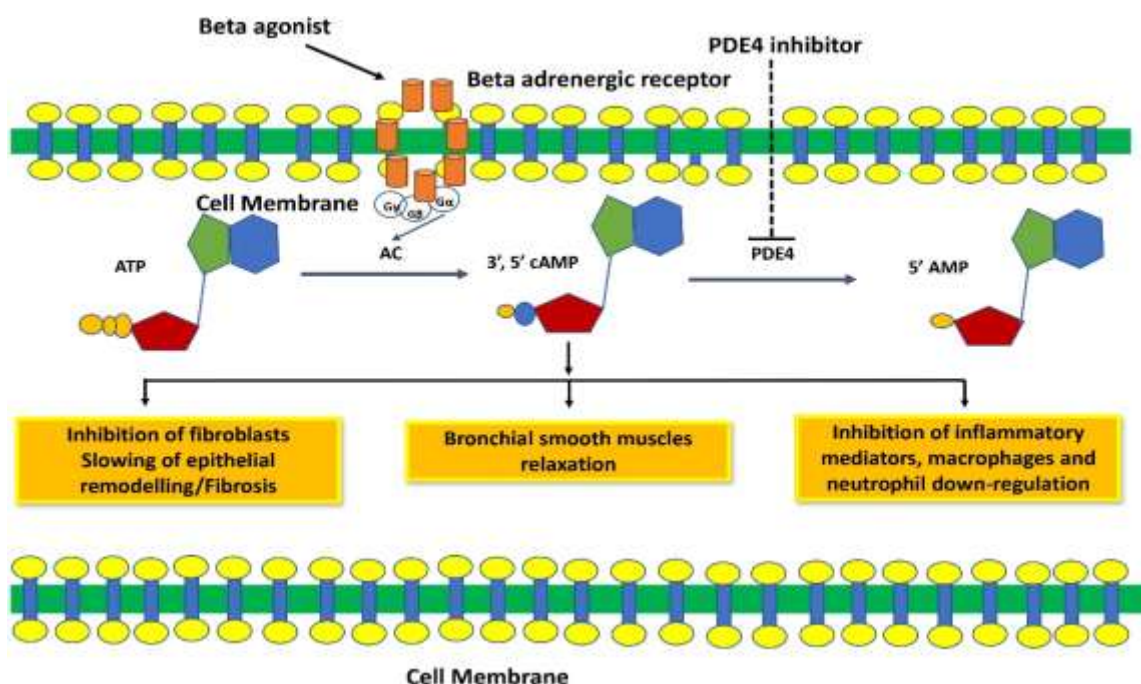 Beta agonist
PDE4 inhibitor
Beta adrenergic receptor
Cell Membrane
Gγ
Gβ
Gα
ATP
AC
3’, 5’ cAMP
PDE4
5’ AMP
Inhibition of fibroblasts
Slowing of epithelial
remodelling/Fibrosis
Bronchial smooth muscles
relaxation
Inhibition of inflammatory
mediators, macrophages and
neutrophil down-regulation
Cell Membrane